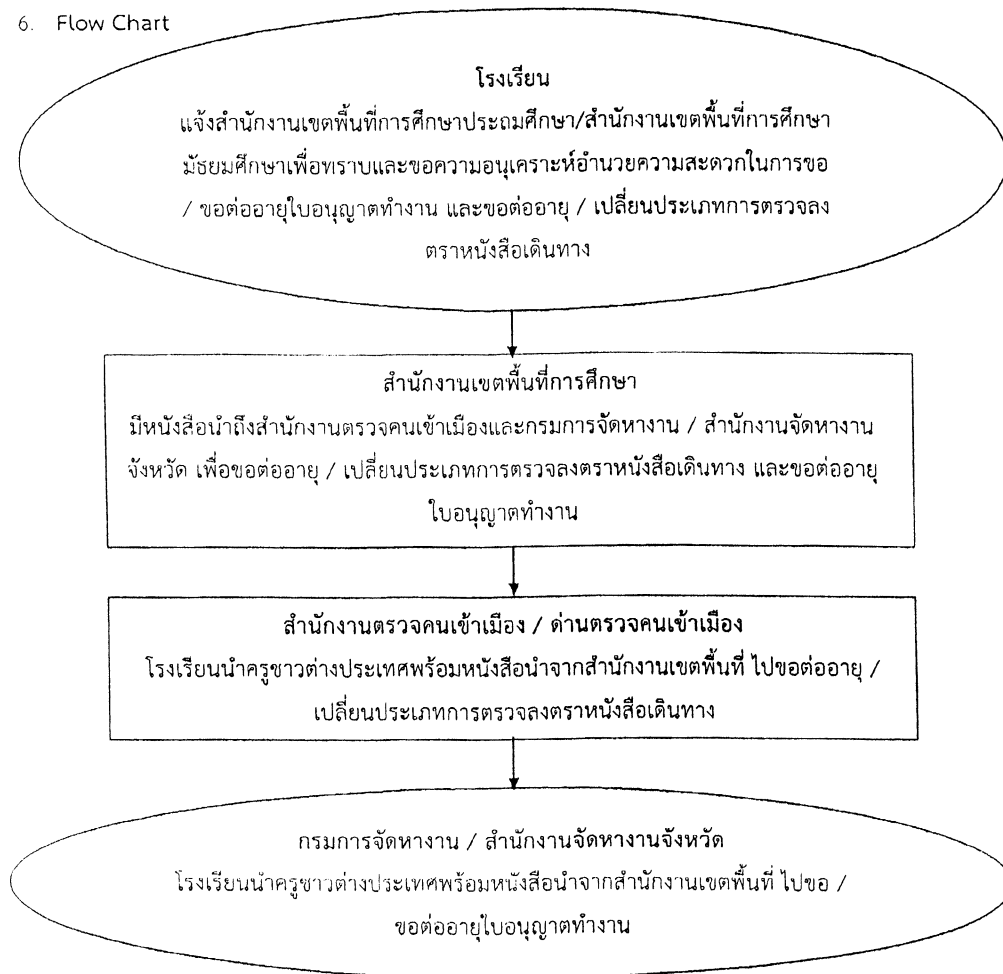 6. Flow Chart
โรงเรียน
แจ้งสำนักงานเขตพื้นที่การศึกษาประถมศึกษา/สำนักงานเขตพื้นที่การศึกษา
มัธยมศึกษาเพื่อทราบและขอความอนุเคราะห์อำนวยความสะดวกในการขอ
/ ขอต่ออายุใบอนุญาตทำงาน และขอต่ออายุ / เปลี่ยนประเภทการตรวจลง
ตราหนังสือเดินทาง
สำนักงานเขตพื้นที่การศึกษา
มีหนังสือนำถึงสำนักงานตรวจคนเข้าเมืองและกรมการจัดหางาน / สำนักงานจัดหางาน
จังหวัด เพื่อขอต่ออายุ / เปลี่ยนประเภทการตรวจลงตราหนังสือเดินทาง และขอต่ออายุ
ใบอนุญาตทำงาน
สำนักงานตรวจคนเข้าเมือง / ด่านตรวจคนเข้าเมือง
โรงเรียนนำครูชาวต่างประเทศพร้อมหนังสือนำจากสำนักงานเขตพื้นที่ ไปขอต่ออายุ /
เปลี่ยนประเภทการตรวจลงตราหนังสือเดินทาง
กรมการจัดหางาน / สำนักงานจัดหางานจังหวัด
โรงเรียนนำครูชาวต่างประเทศพร้อมหนังสือนำจากสำนักงานเขตพื้นที่ ไปขอ /
ขอต่ออายุใบอนุญาตทำงาน